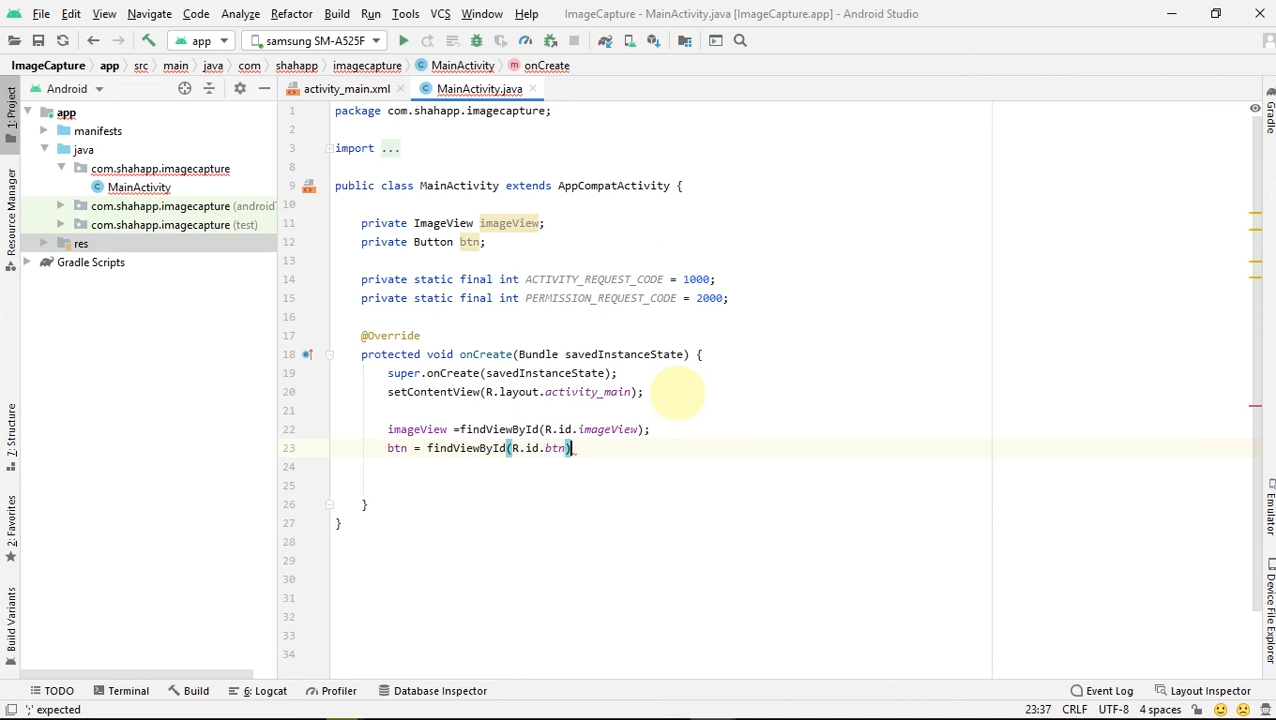 File Edit View Navigate Code Analyze Refactor Build Run Tools VCS Window Help ImageCapture - MainActivity.java [ImageCapture.app] - Android Studio
app samsung SM-A525F
ImageCapture app src main java com shahapp imagecapture MainActivity onCreate
Android activity_main.xml MainActivity.java
1: Project
Resource Manager
7: Structure
2: Favorites
Build Variants
app
manifests
java
com.shahapp.imagecapture
MainActivity
com.shahapp.imagecapture (android
com.shahapp.imagecapture (test)
res
Gradle Scripts
1 package com.shahapp.imagecapture;
2
3 import ...
8
9 public class MainActivity extends AppCompatActivity {
10
11 private ImageView imageView;
12 private Button btn;
13
14 private static final int ACTIVITY_REQUEST_CODE = 1000;
15 private static final int PERMISSION_REQUEST_CODE = 2000;
16
17 @Override
18 protected void onCreate(Bundle savedInstanceState) {
19 super.onCreate(savedInstanceState);
20 setContentView(R.layout.activity_main);
21
22 imageView =findViewById(R.id.imageView);
23 btn = findViewById(R.id.btn)
24
25
26 }
27 }
28
29
30
31
32
33
34
Gradle
Emulator
Device File Explorer
TODO Terminal Build 6: Logcat Profiler Database Inspector Event Log Layout Inspector
';' expected 23:37 CRLF UTF-8 4 spaces